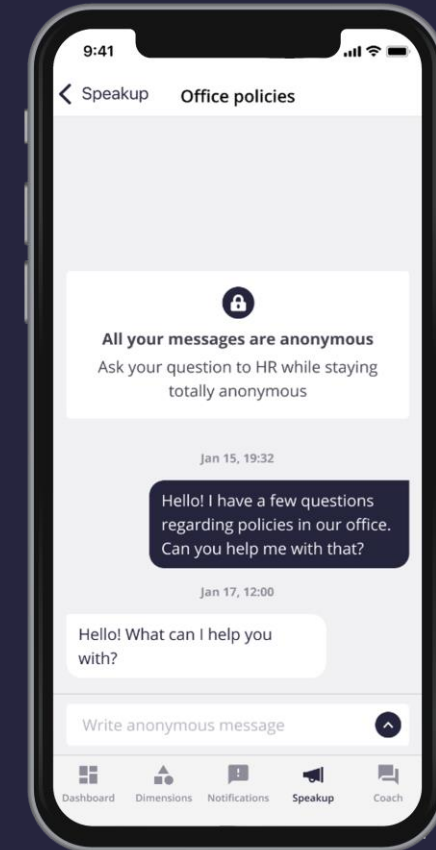 9:41
Speakup
Office policies
All your messages are anonymous
Ask your question to HR while staying
totally anonymous
Jan 15, 19:32
Hello! I have a few questions
regarding policies in our office.
Can you help me with that?
Jan 17, 12:00
Hello! What can I help you
with?
Write anonymous message
Dashboard
Dimensions
Notifications
Speakup
Coach